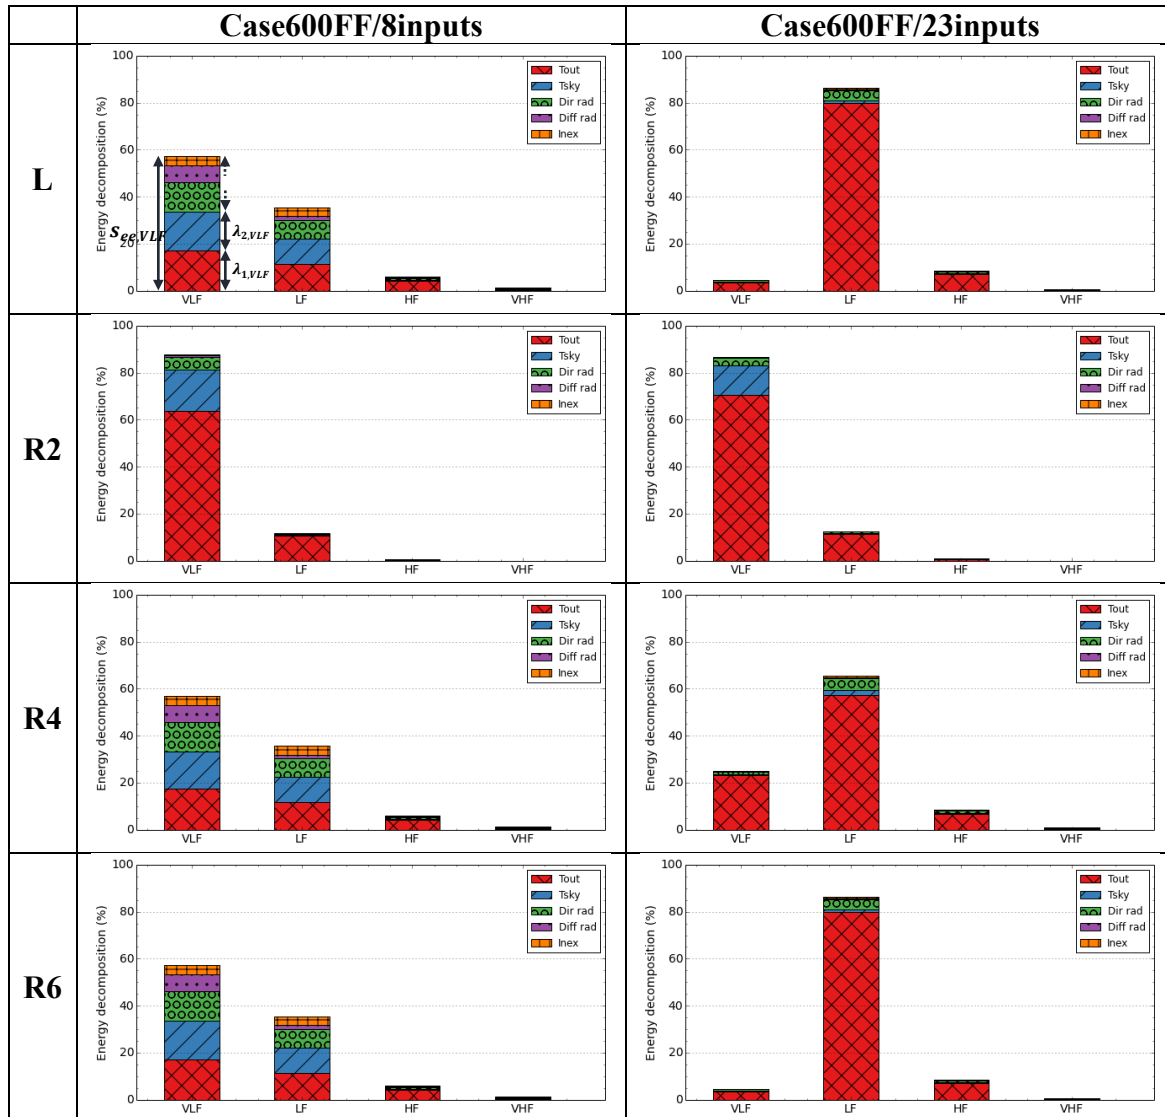 Case600FF/8inputs
Case600FF/23inputs
L
Energy decomposition (%)
100
80
60
40
20
0
VLF LF HF VHF
Tout
Tsky
Dir rad
Diff rad
Inex
s_ee,VLF
λ_2,VLF
λ_1,VLF
Energy decomposition (%)
100
80
60
40
20
0
VLF LF HF VHF
Tout
Tsky
Dir rad
Diff rad
Inex
R2
Energy decomposition (%)
100
80
60
40
20
0
VLF LF HF VHF
Tout
Tsky
Dir rad
Diff rad
Inex
Energy decomposition (%)
100
80
60
40
20
0
VLF LF HF VHF
Tout
Tsky
Dir rad
Diff rad
Inex
R4
Energy decomposition (%)
100
80
60
40
20
0
VLF LF HF VHF
Tout
Tsky
Dir rad
Diff rad
Inex
Energy decomposition (%)
100
80
60
40
20
0
VLF LF HF VHF
Tout
Tsky
Dir rad
Diff rad
Inex
R6
Energy decomposition (%)
100
80
60
40
20
0
VLF LF HF VHF
Tout
Tsky
Dir rad
Diff rad
Inex
Energy decomposition (%)
100
80
60
40
20
0
VLF LF HF VHF
Tout
Tsky
Dir rad
Diff rad
Inex